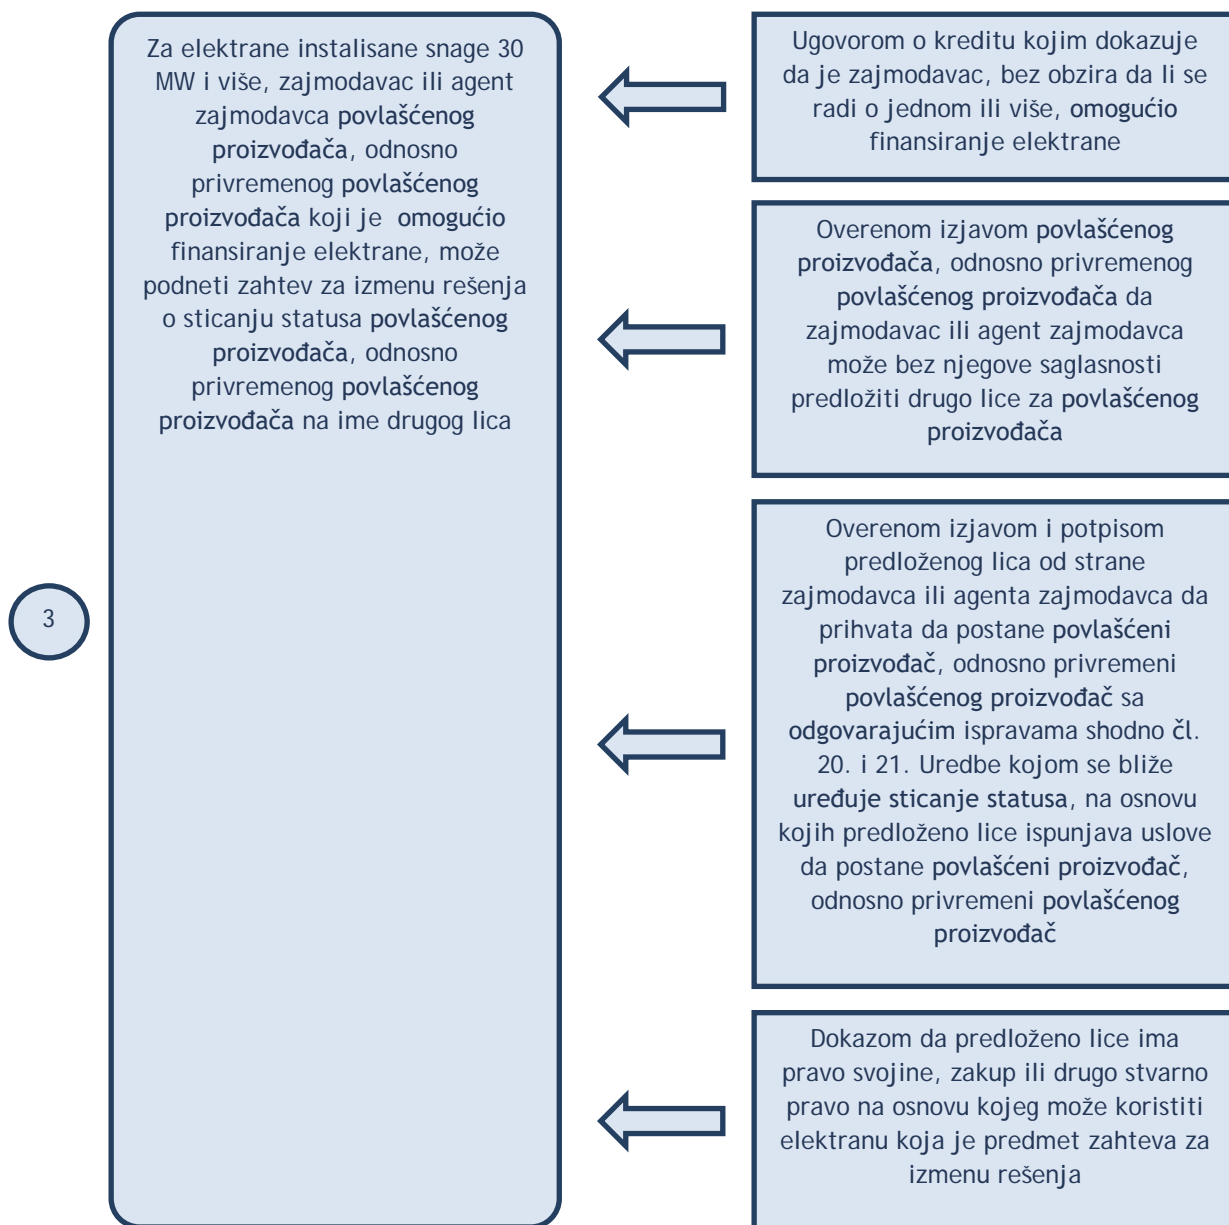 3
Za elektrane instalisane snage 30
MW i više, zajmodavac ili agent
zajmodavca povlašćenog
proizvođača, odnosno
privremenog povlašćenog
proizvođača koji je  omogućio
finansiranje elektrane, može
podneti zahtev za izmenu rešenja
o sticanju statusa povlašćenog
proizvođača, odnosno
privremenog povlašćenog
proizvođača na ime drugog lica
Ugovorom o kreditu kojim dokazuje
da je zajmodavac, bez obzira da li se
radi o jednom ili više, omogućio
finansiranje elektrane
Overenom izjavom povlašćenog
proizvođača, odnosno privremenog
povlašćenog proizvođača da
zajmodavac ili agent zajmodavca
može bez njegove saglasnosti
predložiti drugo lice za povlašćenog
proizvođača
Overenom izjavom i potpisom
predloženog lica od strane
zajmodavca ili agenta zajmodavca da
prihvata da postane povlašćeni
proizvođač, odnosno privremeni
povlašćenog proizvođač sa
odgovarajućim ispravama shodno čl.
20. i 21. Uredbe kojom se bliže
uređuje sticanje statusa, na osnovu
kojih predloženo lice ispunjava uslove
da postane povlašćeni proizvođač,
odnosno privremeni povlašćenog
proizvođač
Dokazom da predloženo lice ima
pravo svojine, zakup ili drugo stvarno
pravo na osnovu kojeg može koristiti
elektranu koja je predmet zahteva za
izmenu rešenja